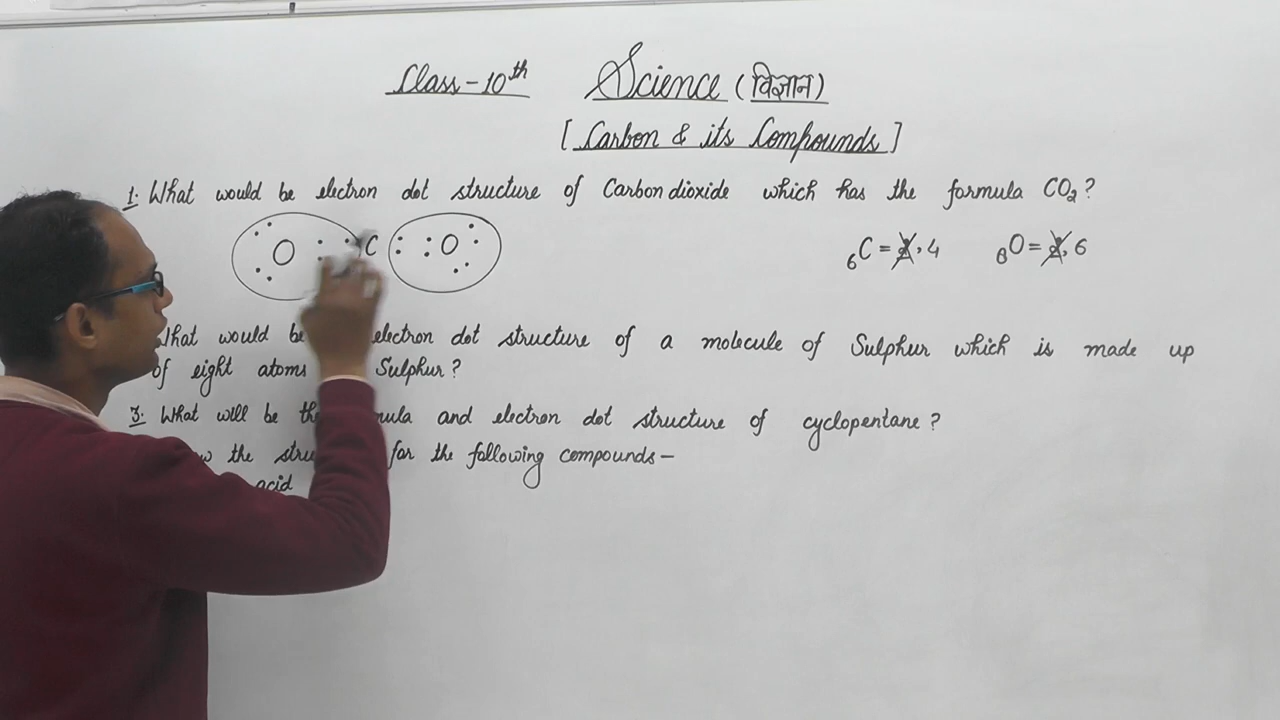 Class-10th Science (विज्ञान)
[Carbon & its Compounds]
1. What would be electron dot structure of Carbon dioxide which has the formula CO2?
O C O 6C = 2, 4 8O = 2, 6
What would be electron dot structure of a molecule of Sulphur which is made up
of eight atoms Sulphur?
3. What will be the and electron dot structure of cyclopentane?
the for the following compounds-
acid